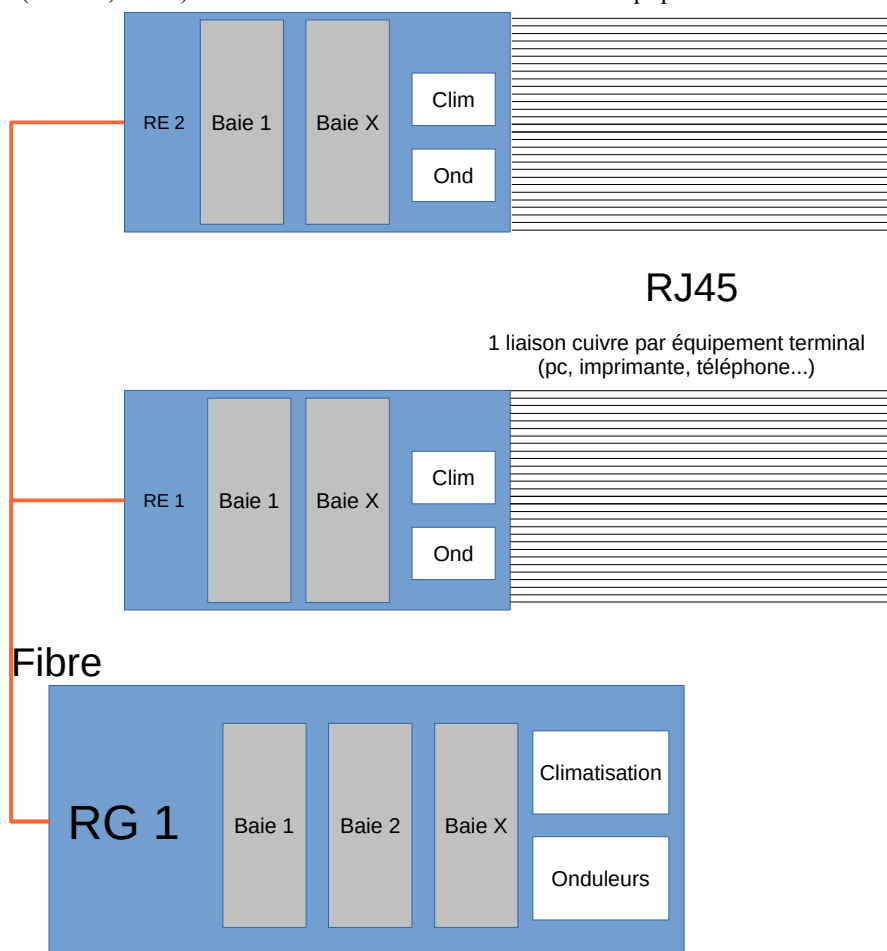 RE 2
Baie 1
Baie X
Clim
Ond
RJ45
1 liaison cuivre par équipement terminal
(pc, imprimante, téléphone...)
RE 1
Baie 1
Baie X
Clim
Ond
Fibre
RG 1
Baie 1
Baie 2
Baie X
Climatisation
Onduleurs